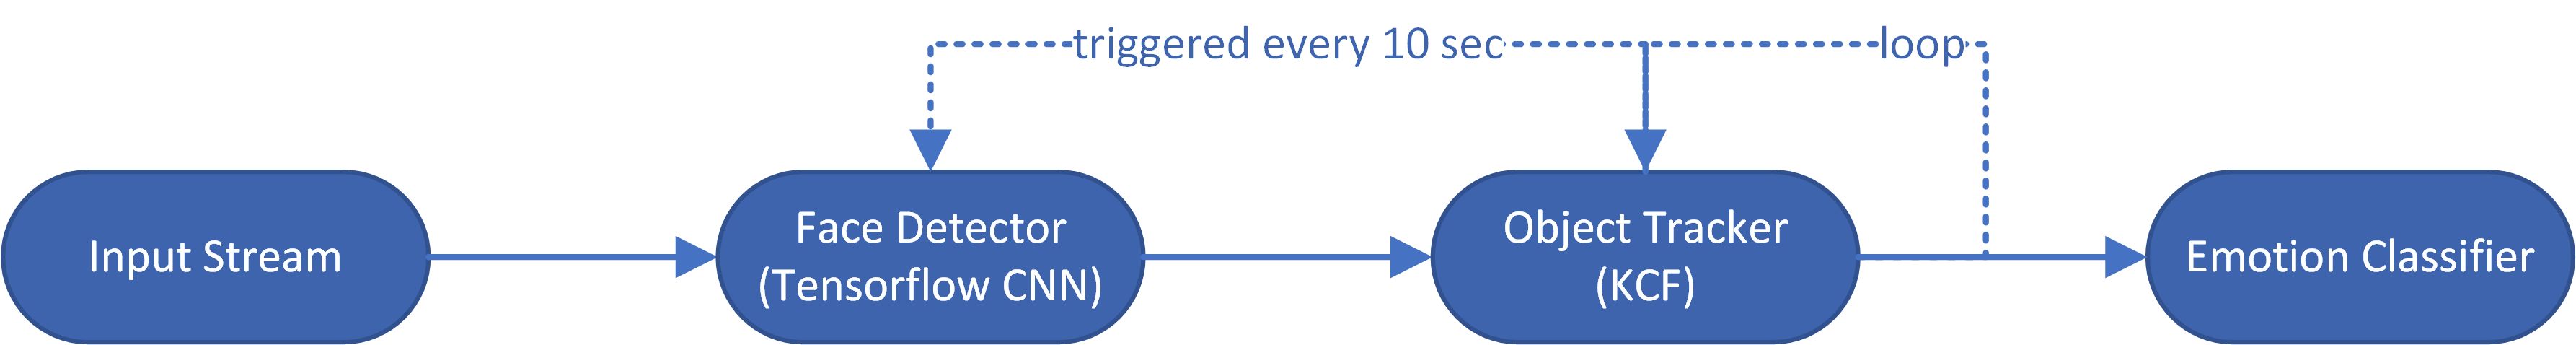 triggered every 10 sec
loop
Input Stream
Face Detector
(Tensorflow CNN)
Object Tracker
(KCF)
Emotion Classifier